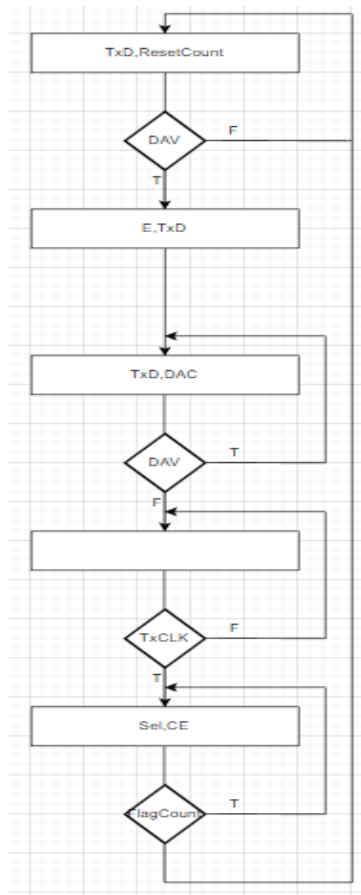 TxD,ResetCount
DAV
F
T
E,TxD
TxD,DAC
DAV
T
F
TxCLK
F
T
Sel,CE
FlagCount
T